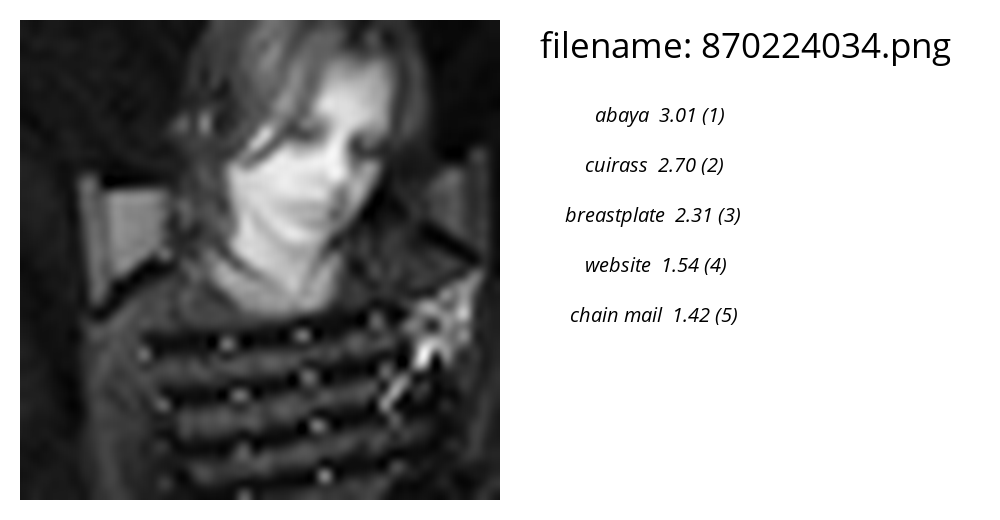 filename: 870224034.png
abaya 3.01 (1)
cuirass 2.70 (2)
breastplate 2.31 (3)
website 1.54 (4)
chain mail 1.42 (5)